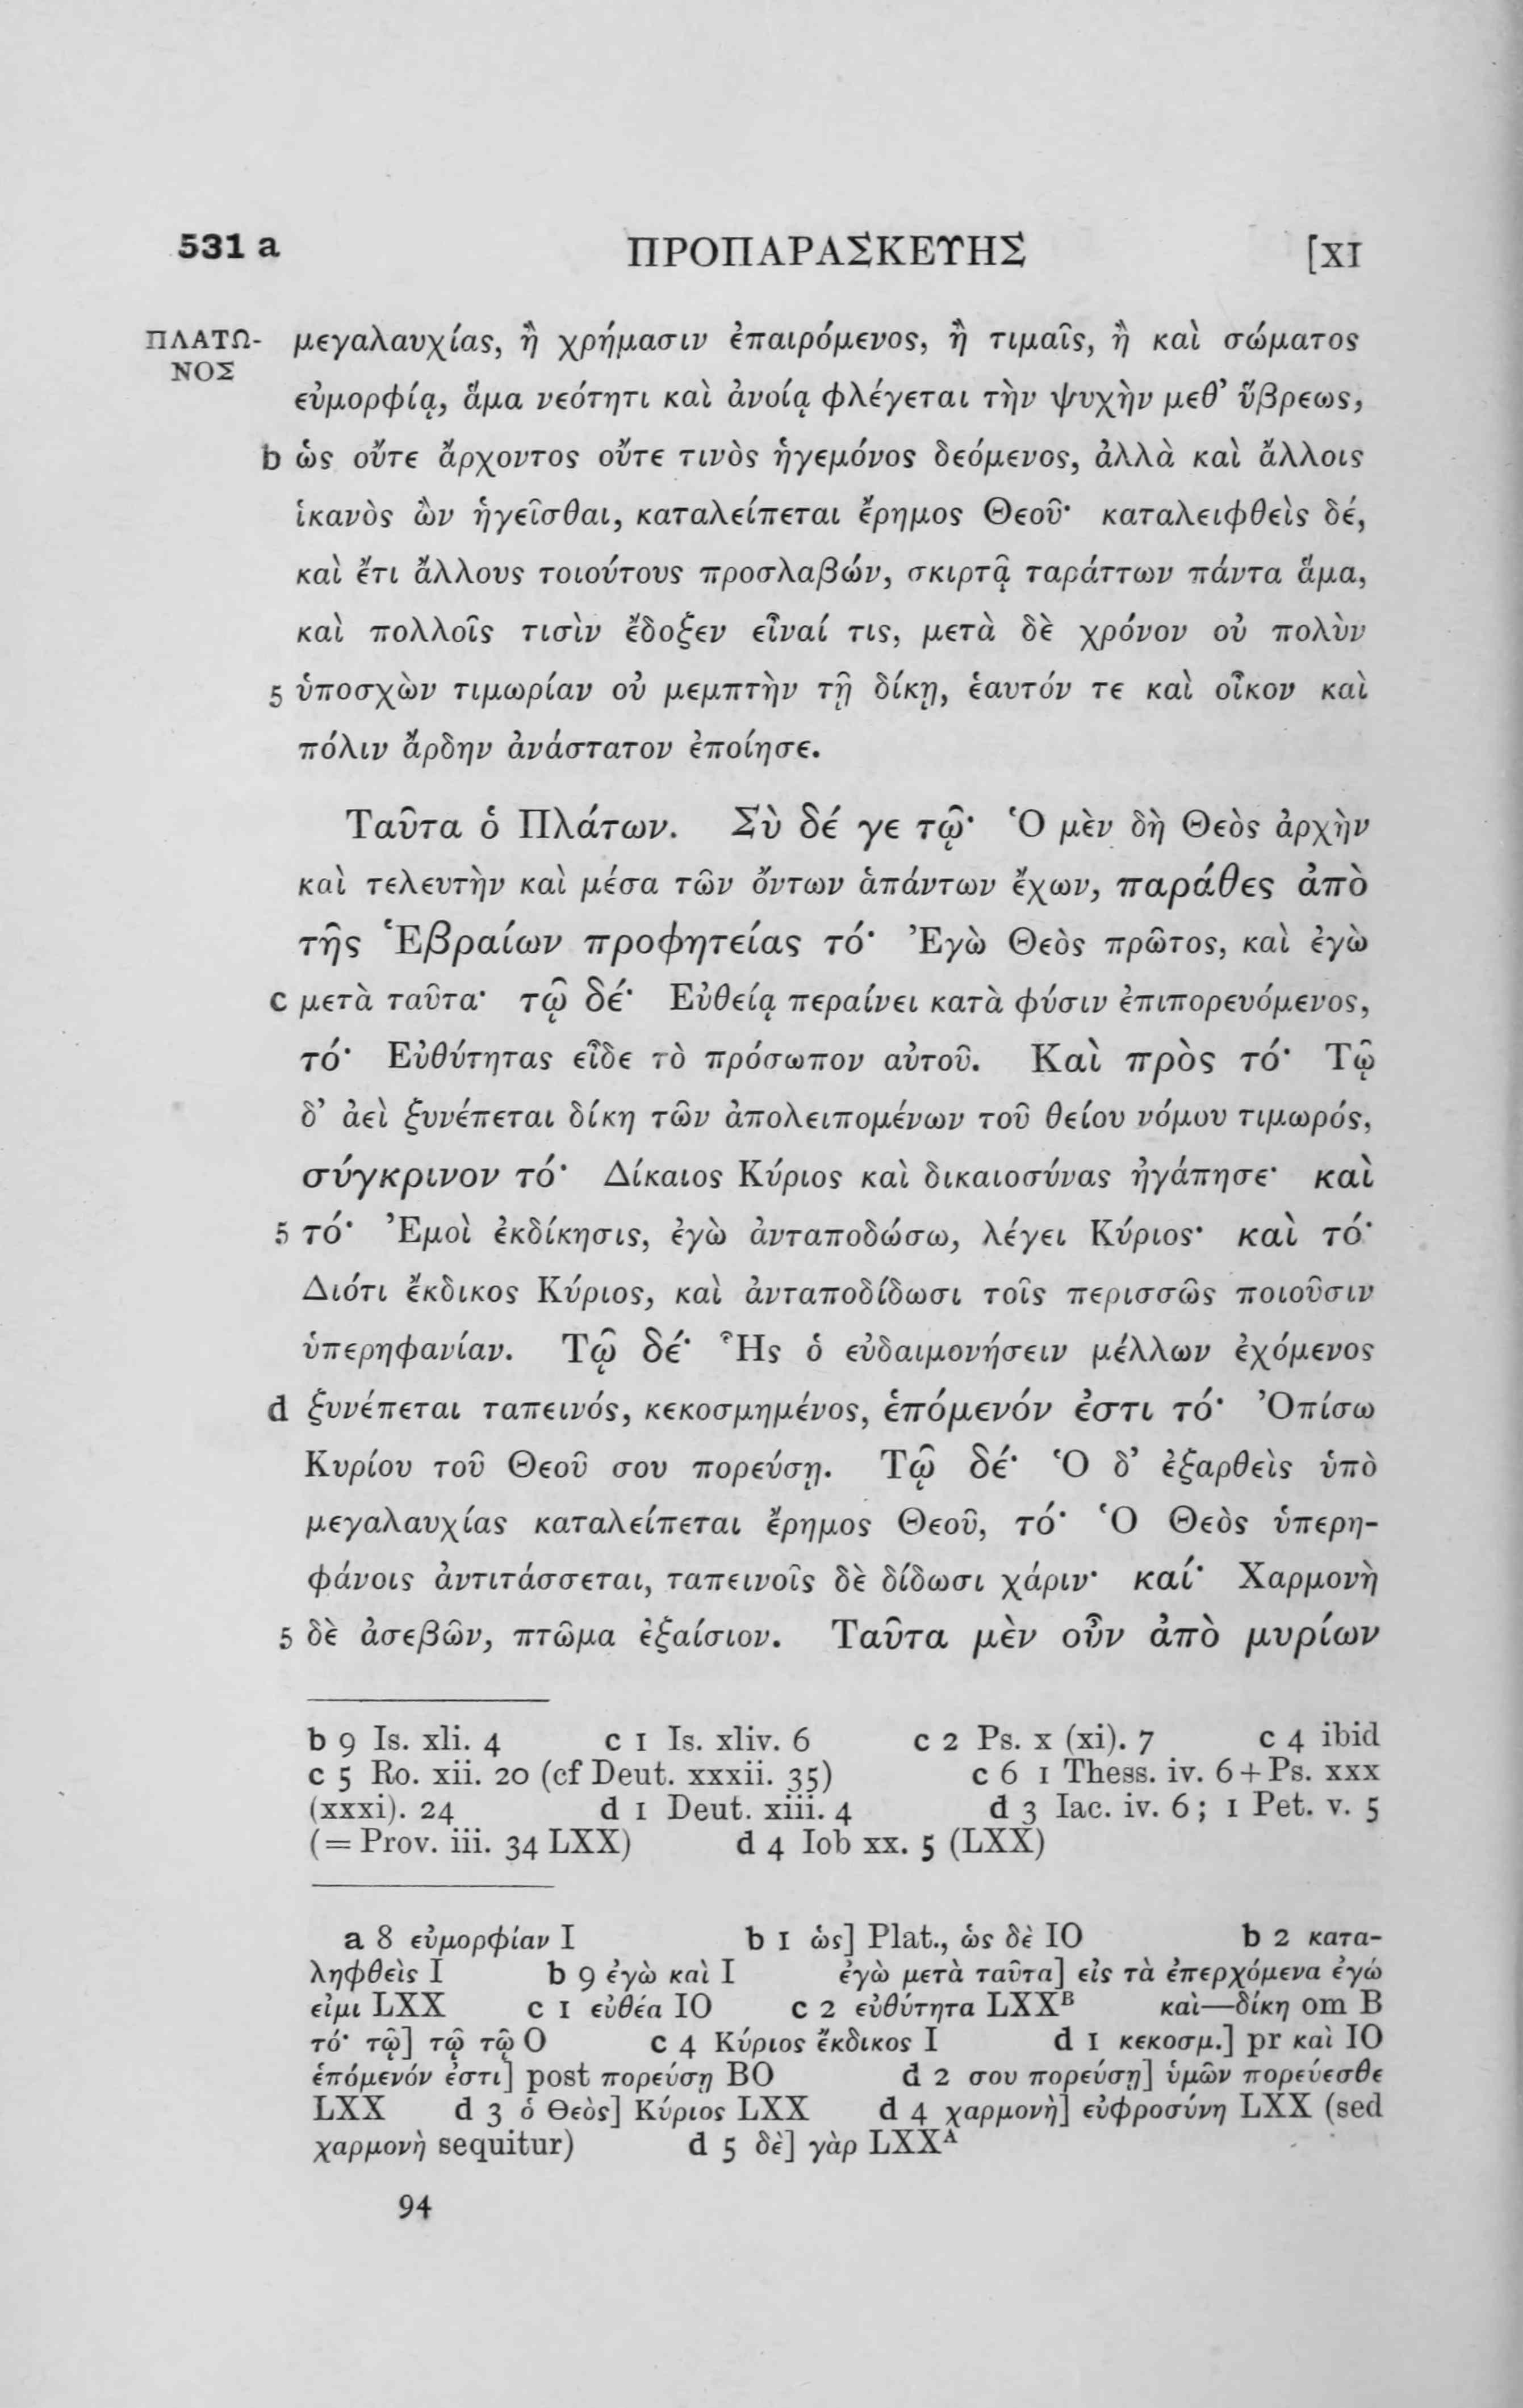 531 a ΠΡΟΠΑΡΑΣΚΕΥΗΣ [XI
ΠΛΑΤΩ- μεγαλαυχίας, ἢ χρήμασιν ἐπαιρόμενος, ἢ τιμαῖς, ἢ καὶ σώματος
ΝΟΣ
εὐμορφίᾳ, ἅμα νεότητι καὶ ἀνοίᾳ φλέγεται τὴν ψυχὴν μεθ’ ὕβρεως,
b ὡς οὔτε ἄρχοντος οὔτε τινὸς ἡγεμόνος δεόμενος, ἀλλὰ καὶ ἄλλοις
ἱκανὸς ὢν ἡγεῖσθαι, καταλείπεται ἔρημος Θεοῦ· καταλειφθεὶς δέ,
καὶ ἔτι ἄλλους τοιούτους προσλαβών, σκιρτᾷ ταράττων πάντα ἅμα,
καὶ πολλοῖς τισὶν ἔδοξεν εἶναί τις, μετὰ δὲ χρόνον οὐ πολὺν
5 ὑποσχὼν τιμωρίαν οὐ μεμπτὴν τῇ δίκῃ, ἑαυτόν τε καὶ οἶκον καὶ
πόλιν ἄρδην ἀνάστατον ἐποίησε.
Ταῦτα ὁ Πλάτων. Σὺ δέ γε τῷ· Ὁ μὲν δὴ Θεὸς ἀρχὴν
καὶ τελευτὴν καὶ μέσα τῶν ὄντων ἁπάντων ἔχων, παράθες ἀπὸ
τῆς Ἑβραίων προφητείας τό· Ἐγὼ Θεὸς πρῶτος, καὶ ἐγὼ
c μετὰ ταῦτα· τῷ δέ· Εὐθείᾳ περαίνει κατὰ φύσιν ἐπιπορευόμενος,
τό· Εὐθύτητας εἶδε τὸ πρόσωπον αὐτοῦ. Καὶ πρὸς τό· Τῷ
δ’ ἀεὶ ξυνέπεται δίκη τῶν ἀπολειπομένων τοῦ θείου νόμου τιμωρός,
σύγκρινον τό· Δίκαιος Κύριος καὶ δικαιοσύνας ἠγάπησε· καὶ
5 τό· Ἐμοὶ ἐκδίκησις, ἐγὼ ἀνταποδώσω, λέγει Κύριος· καὶ τό·
Διότι ἔκδικος Κύριος, καὶ ἀνταποδίδωσι τοῖς περισσῶς ποιοῦσιν
ὑπερηφανίαν. Τῷ δέ· Ἧς ὁ εὐδαιμονήσειν μέλλων ἐχόμενος
d ξυνέπεται ταπεινός, κεκοσμημένος, ἑπόμενόν ἐστι τό· Ὀπίσω
Κυρίου τοῦ Θεοῦ σου πορεύσῃ. Τῷ δέ· Ὁ δ’ ἐξαρθεὶς ὑπὸ
μεγαλαυχίας καταλείπεται ἔρημος Θεοῦ, τό· Ὁ Θεὸς ὑπερη-
φάνοις ἀντιτάσσεται, ταπεινοῖς δὲ δίδωσι χάριν· καί· Χαρμονὴ
5 δὲ ἀσεβῶν, πτῶμα ἐξαίσιον. Ταῦτα μὲν οὖν ἀπὸ μυρίων
b 9 Is. xli. 4 c 1 Is. xliv. 6 c 2 Ps. x (xi). 7 c 4 ibid
c 5 Ro. xii. 20 (cf Deut. xxxii. 35) c 6 1 Thess. iv. 6 + Ps. xxx
(xxxi). 24 d 1 Deut. xiii. 4 d 3 Iac. iv. 6; 1 Pet. v. 5
(= Prov. iii. 34 LXX) d 4 Iob xx. 5 (LXX)
a 8 εὐμορφίαν I b 1 ὡς] Plat., ὡς δὲ IO b 2 κατα-
ληφθεὶς I b 9 ἐγὼ καὶ I ἐγὼ μετὰ ταῦτα] εἰς τὰ ἐπερχόμενα ἐγώ
εἰμι LXX c 1 εὐθέα IO c 2 εὐθύτητα LXXᴮ καὶ—δίκη om B
τό· τῷ] τῷ τῷ O c 4 Κύριος ἔκδικος I d 1 κεκοσμ.] pr καὶ IO
ἑπόμενόν ἐστι] post πορεύσῃ BO d 2 σου πορεύσῃ] ὑμῶν πορεύεσθε
LXX d 3 ὁ Θεὸς] Κύριος LXX d 4 χαρμονὴ] εὐφροσύνη LXX (sed
χαρμονὴ sequitur) d 5 δὲ] γὰρ LXXᴬ
94